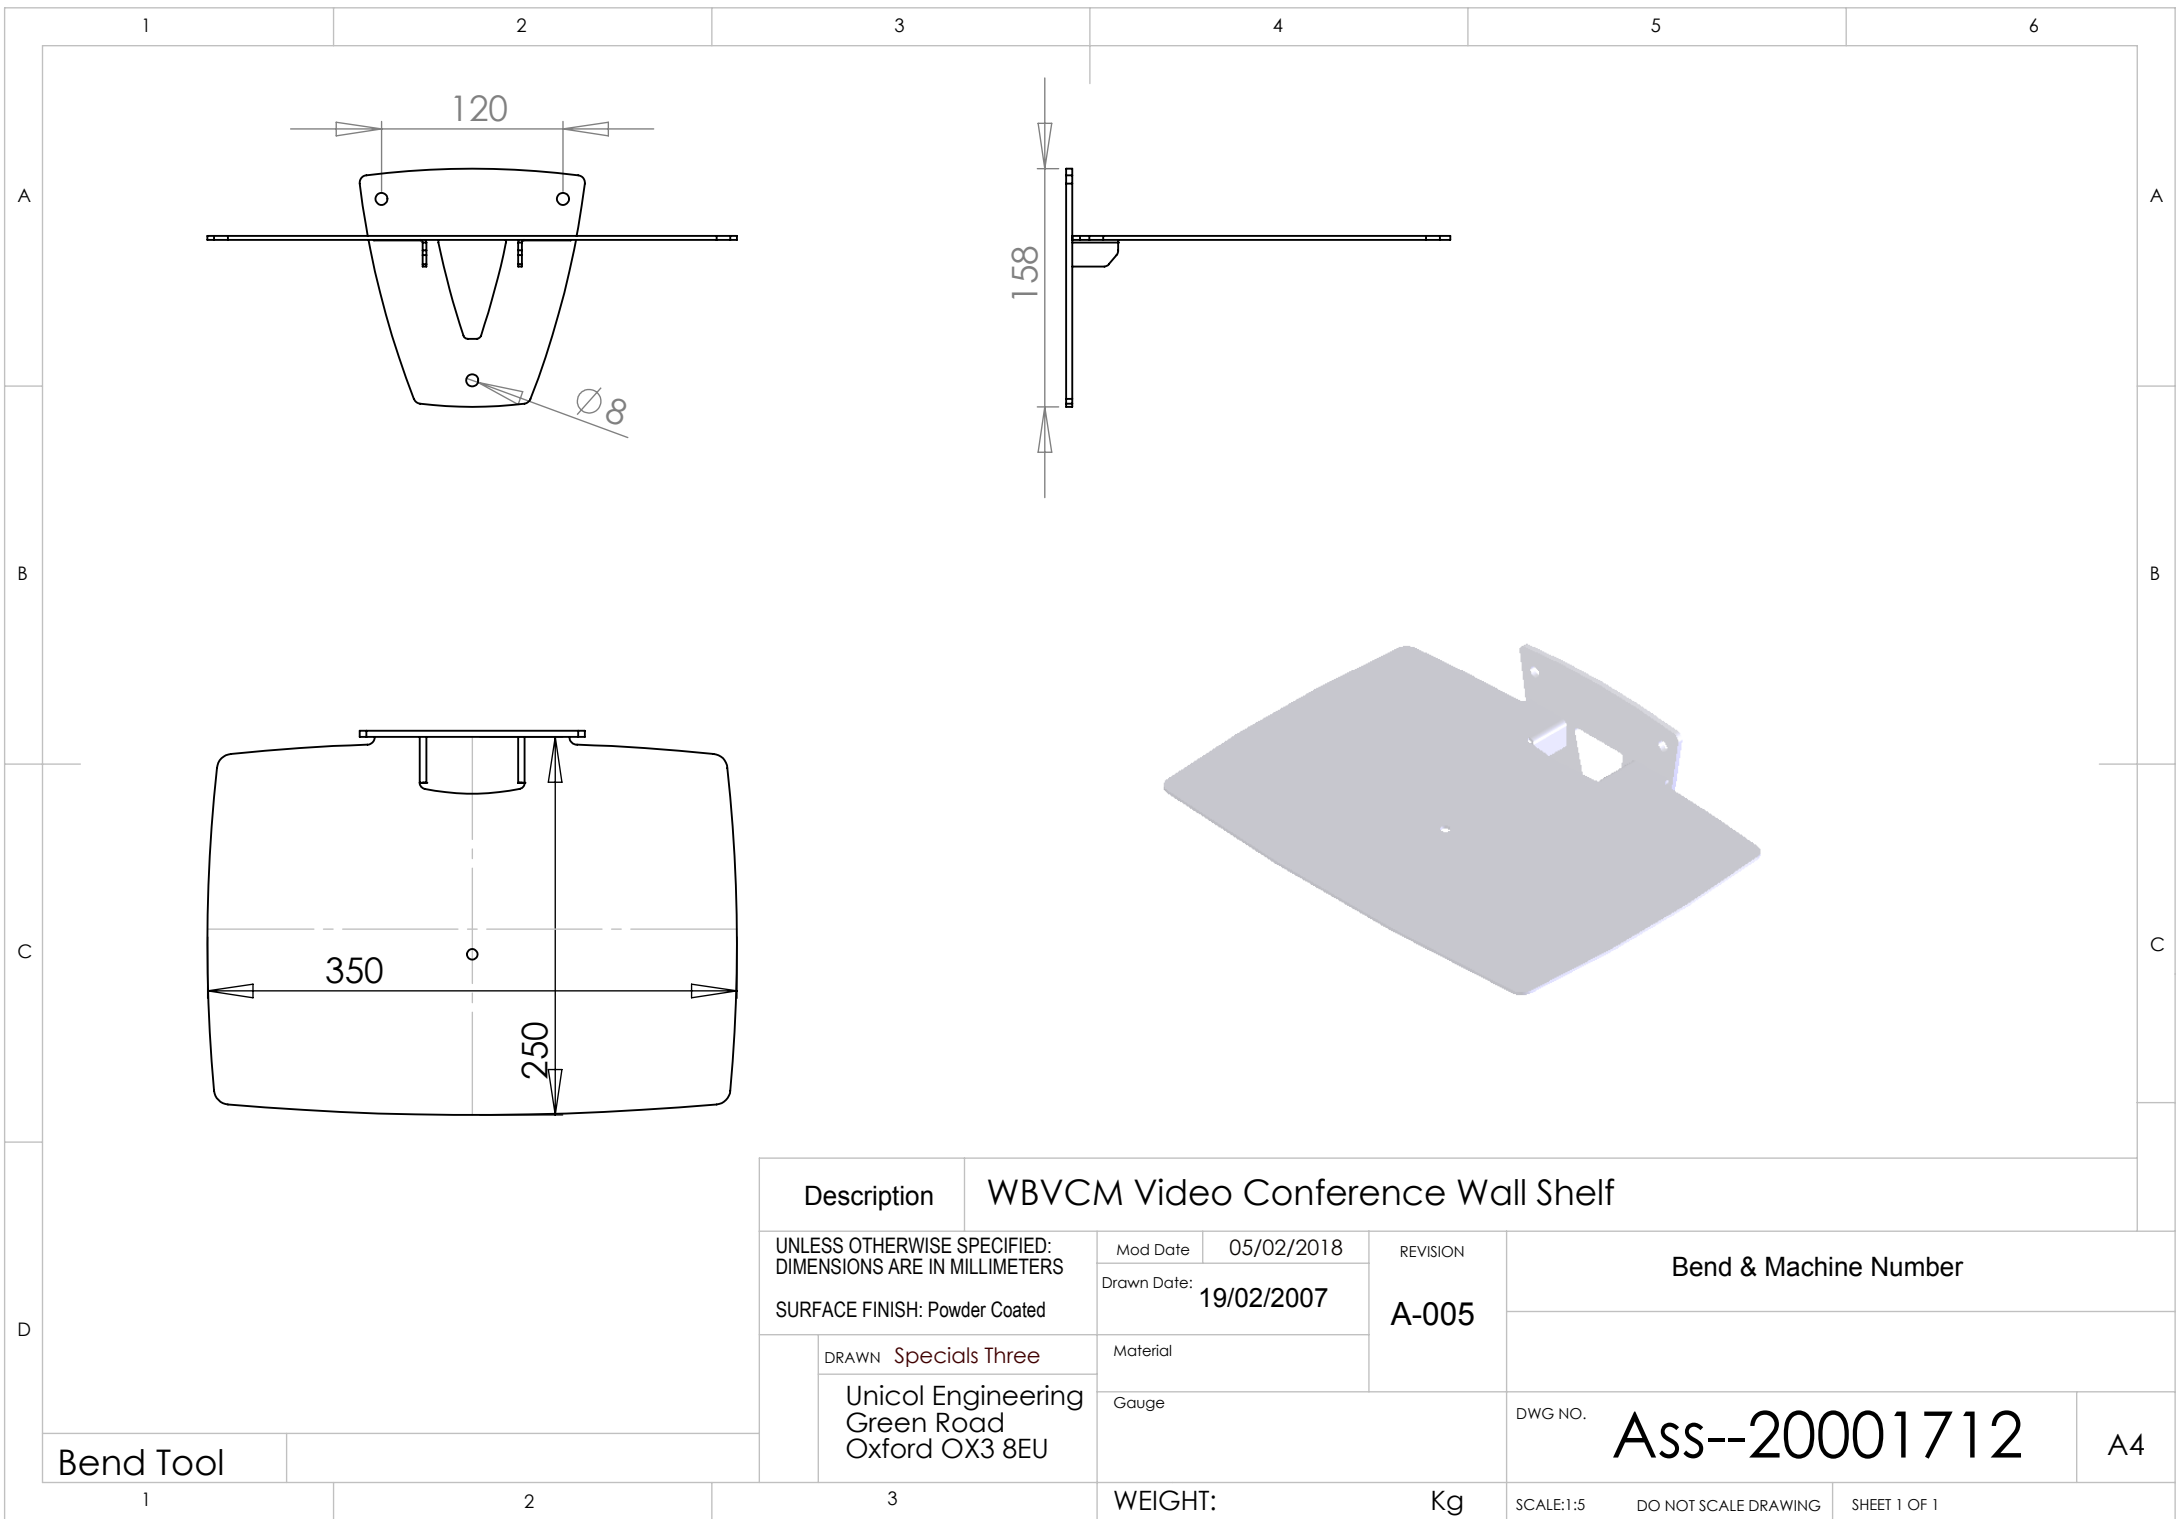 1 2 3 4 5 6
120
A A
158
Ø8
B B
C C
350
250
Description WBVCM Video Conference Wall Shelf
UNLESS OTHERWISE SPECIFIED:
DIMENSIONS ARE IN MILLIMETERS
SURFACE FINISH: Powder Coated
Mod Date 05/02/2018
Drawn Date: 19/02/2007
REVISION
A-005
Bend & Machine Number
D
DRAWN Specials Three
Material
Unicol Engineering
Green Road
Oxford OX3 8EU
Gauge
DWG NO. Ass--20001712
A4
Bend Tool
1 2 3
WEIGHT: Kg
SCALE:1:5 DO NOT SCALE DRAWING SHEET 1 OF 1